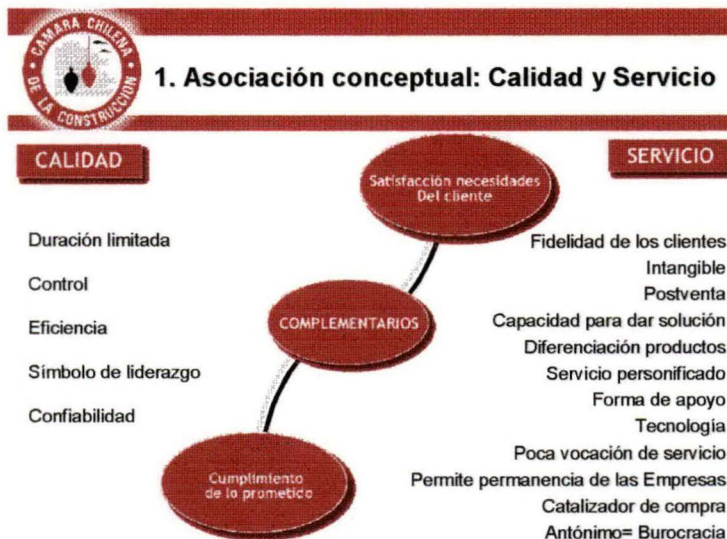 CAMARA CHILENA
DE LA CONSTRUCCION
1. Asociación conceptual: Calidad y Servicio
CALIDAD
Duración limitada
Control
Eficiencia
Símbolo de liderazgo
Confiabilidad
Satisfacción necesidades
Del cliente
COMPLEMENTARIOS
Cumplimiento
de lo prometido
SERVICIO
Fidelidad de los clientes
Intangible
Postventa
Capacidad para dar solución
Diferenciación productos
Servicio personificado
Forma de apoyo
Tecnología
Poca vocación de servicio
Permite permanencia de las Empresas
Catalizador de compra
Antónimo= Burocracia